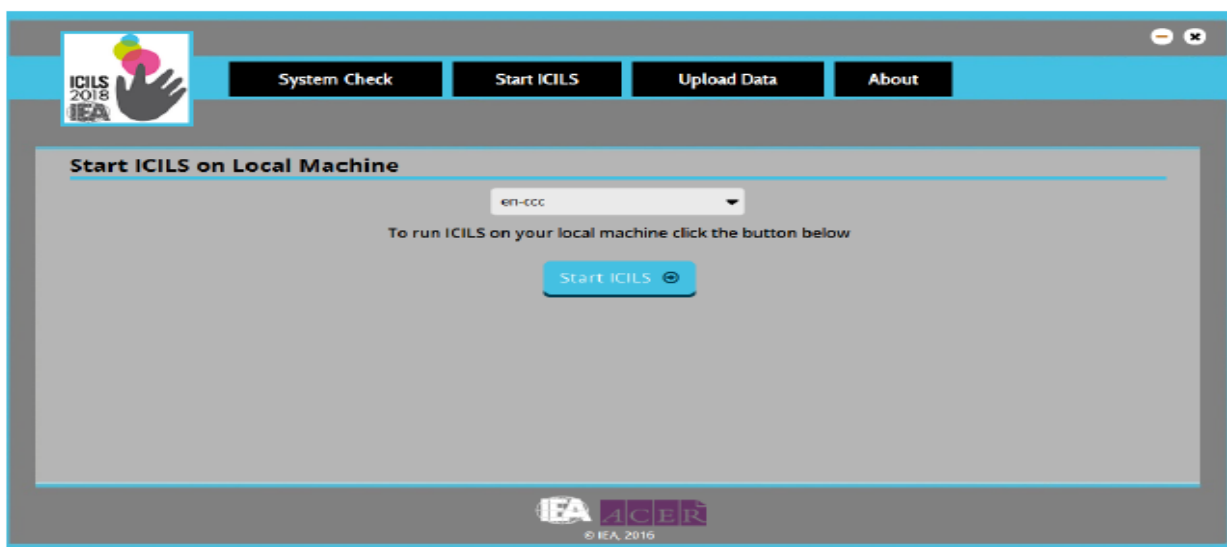 ICILS
2018
IEA
System Check
Start ICILS
Upload Data
About
Start ICILS on Local Machine
en-ccc
To run ICILS on your local machine click the button below
Start ICILS
IEA ACER
© IEA, 2016